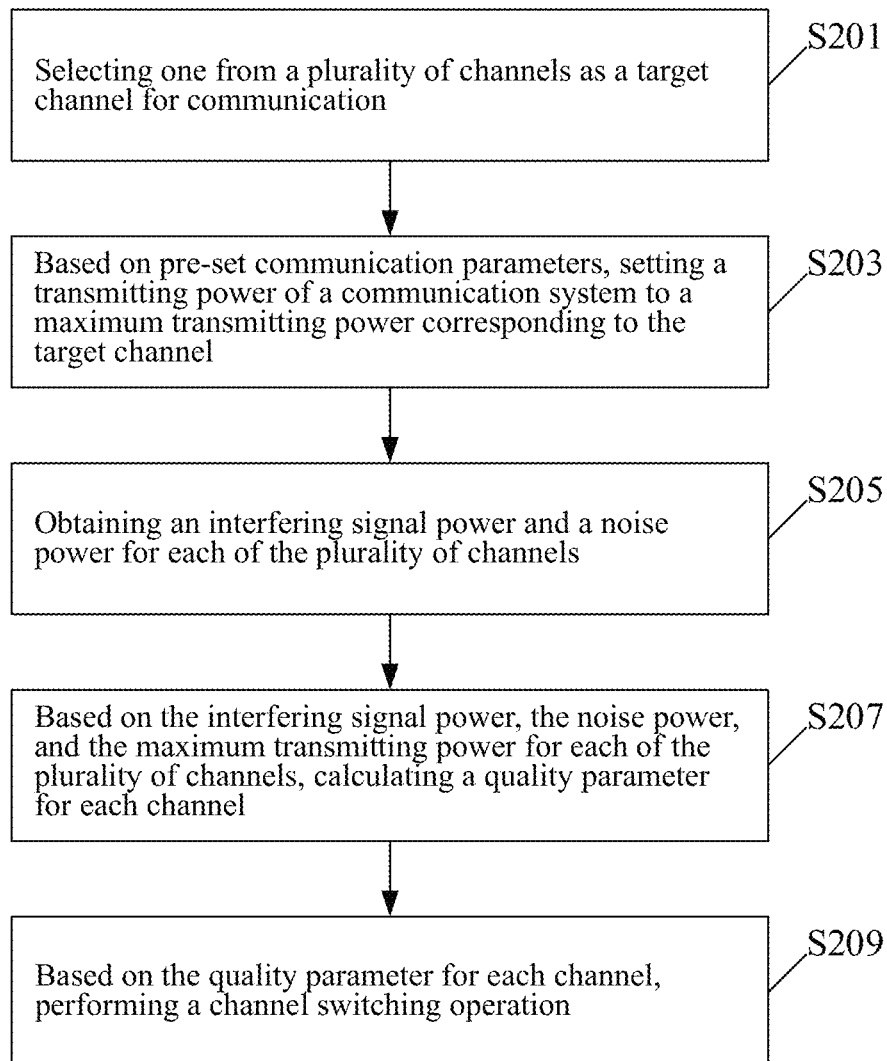 S201
Selecting one from a plurality of channels as a target
channel for communication
S203
Based on pre-set communication parameters, setting a
transmitting power of a communication system to a
maximum transmitting power corresponding to the
target channel
S205
Obtaining an interfering signal power and a noise
power for each of the plurality of channels
S207
Based on the interfering signal power, the noise power,
and the maximum transmitting power for each of the
plurality of channels, calculating a quality parameter
for each channel
S209
Based on the quality parameter for each channel,
performing a channel switching operation